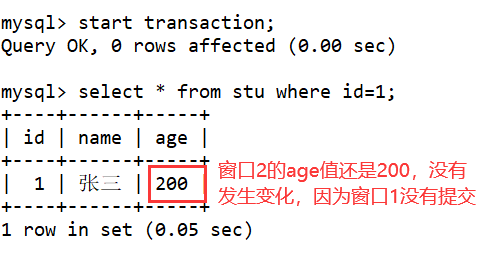 mysql> start transaction;
Query OK, 0 rows affected (0.00 sec)
mysql> select * from stu where id=1;
+----+------+-----+
| id | name | age |
+----+------+-----+
| 1 | 张三 | 200
窗口2的age值还是200，没有
发生变化，因为窗口1没有提交
+----+------+-----+
1 row in set (0.05 sec)